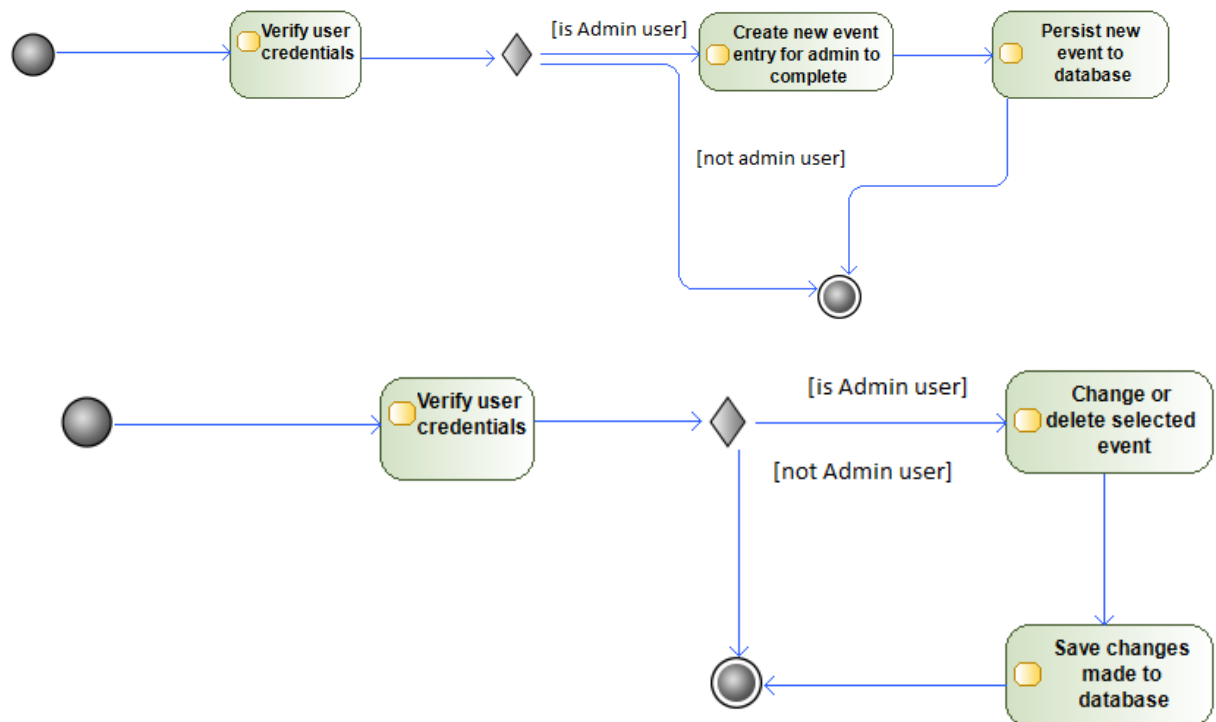 Verify user
credentials
[is Admin user]
Create new event
entry for admin to
complete
Persist new
event to
database
[not admin user]
Verify user
credentials
[is Admin user]
Change or
delete selected
event
[not Admin user]
Save changes
made to
database